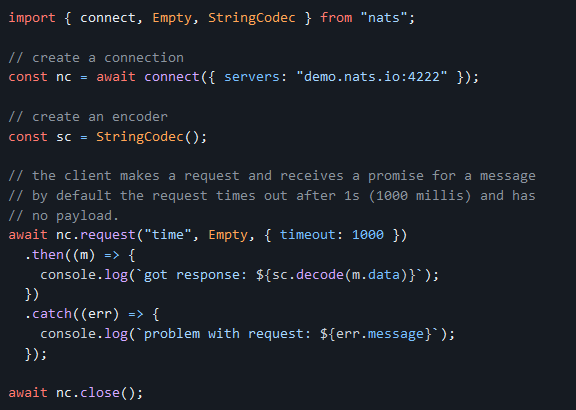 import { connect, Empty, StringCodec } from "nats";

// create a connection
const nc = await connect({ servers: "demo.nats.io:4222" });

// create an encoder
const sc = StringCodec();

// the client makes a request and receives a promise for a message
// by default the request times out after 1s (1000 millis) and has
// no payload.
await nc.request("time", Empty, { timeout: 1000 })
  .then((m) => {
    console.log(`got response: ${sc.decode(m.data)}`);
  })
  .catch((err) => {
    console.log(`problem with request: ${err.message}`);
  });

await nc.close();